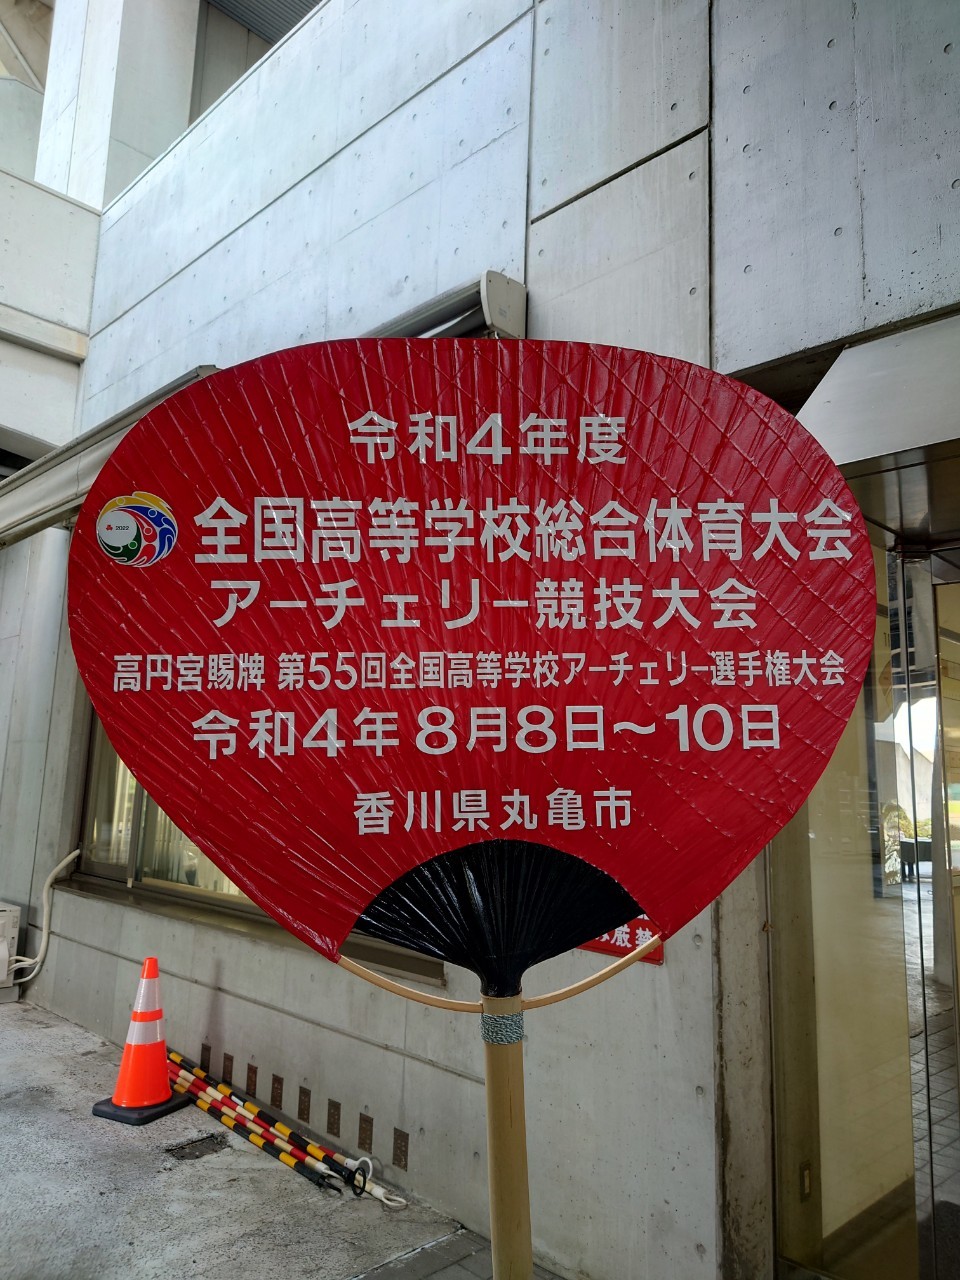 令和4年度
2022
全国高等学校総合体育大会
アーチェリー競技大会
高円宮賜牌 第55回全国高等学校アーチェリー選手権大会
令和4年 8月8日〜10日
香川県丸亀市
厳禁